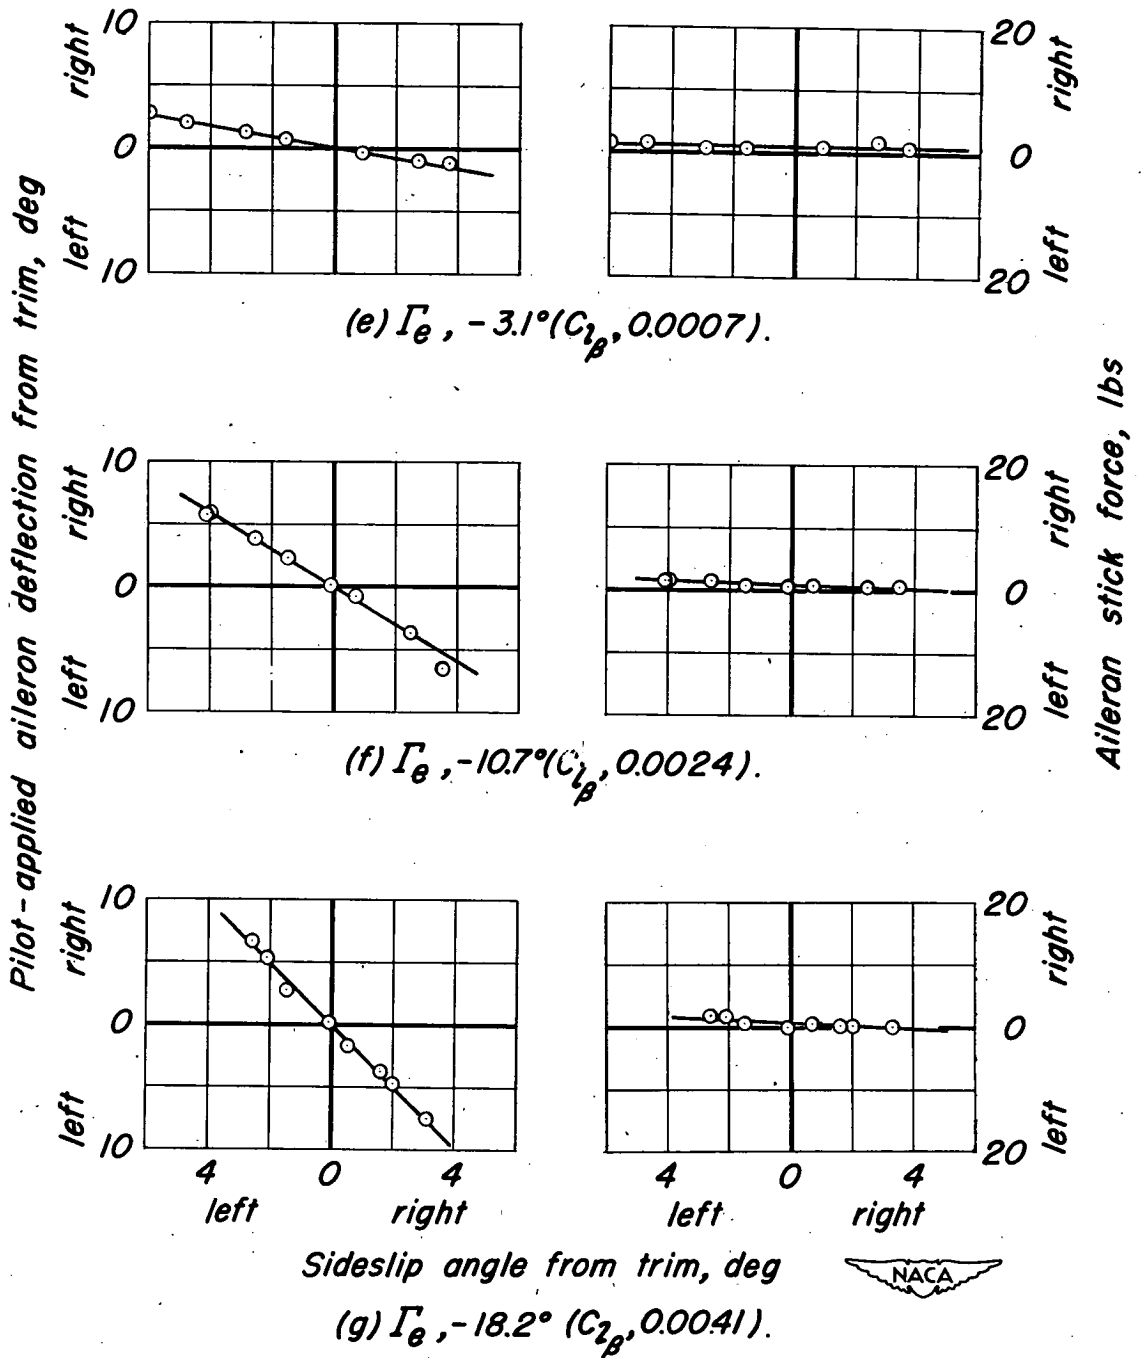 Pilot-applied aileron deflection from trim, deg
Aileron stick force, lbs
10
right
0
left
10
20
right
0
left
20
(e) Γe, -3.1° (Clβ, 0.0007).
10
right
0
left
10
20
right
0
left
20
(f) Γe, -10.7° (Clβ, 0.0024).
10
right
0
left
10
20
right
0
left
20
4 0 4
left right
4 0 4
left right
Sideslip angle from trim, deg
NACA
(g) Γe, -18.2° (Clβ, 0.0041).